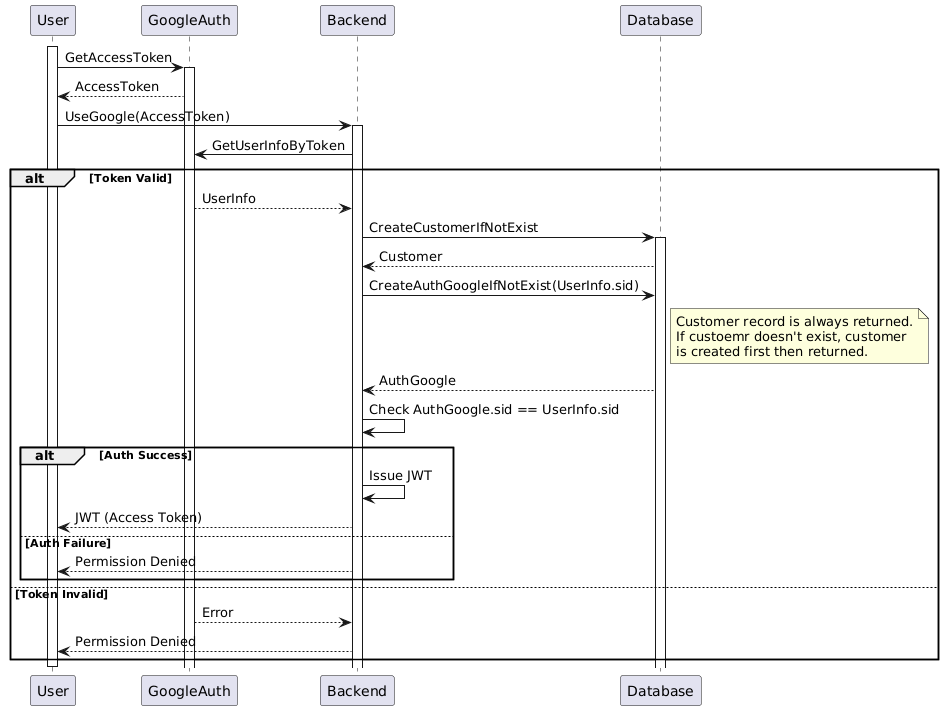 User GoogleAuth Backend Database
GetAccessToken
AccessToken
UseGoogle(AccessToken)
GetUserInfoByToken
alt [Token Valid]
UserInfo
CreateCustomerIfNotExist
Customer
CreateAuthGoogleIfNotExist(UserInfo.sid)
Customer record is always returned.
If custoemr doesn't exist, customer
is created first then returned.
AuthGoogle
Check AuthGoogle.sid == UserInfo.sid
alt [Auth Success]
Issue JWT
JWT (Access Token)
[Auth Failure]
Permission Denied
[Token Invalid]
Error
Permission Denied
User GoogleAuth Backend Database